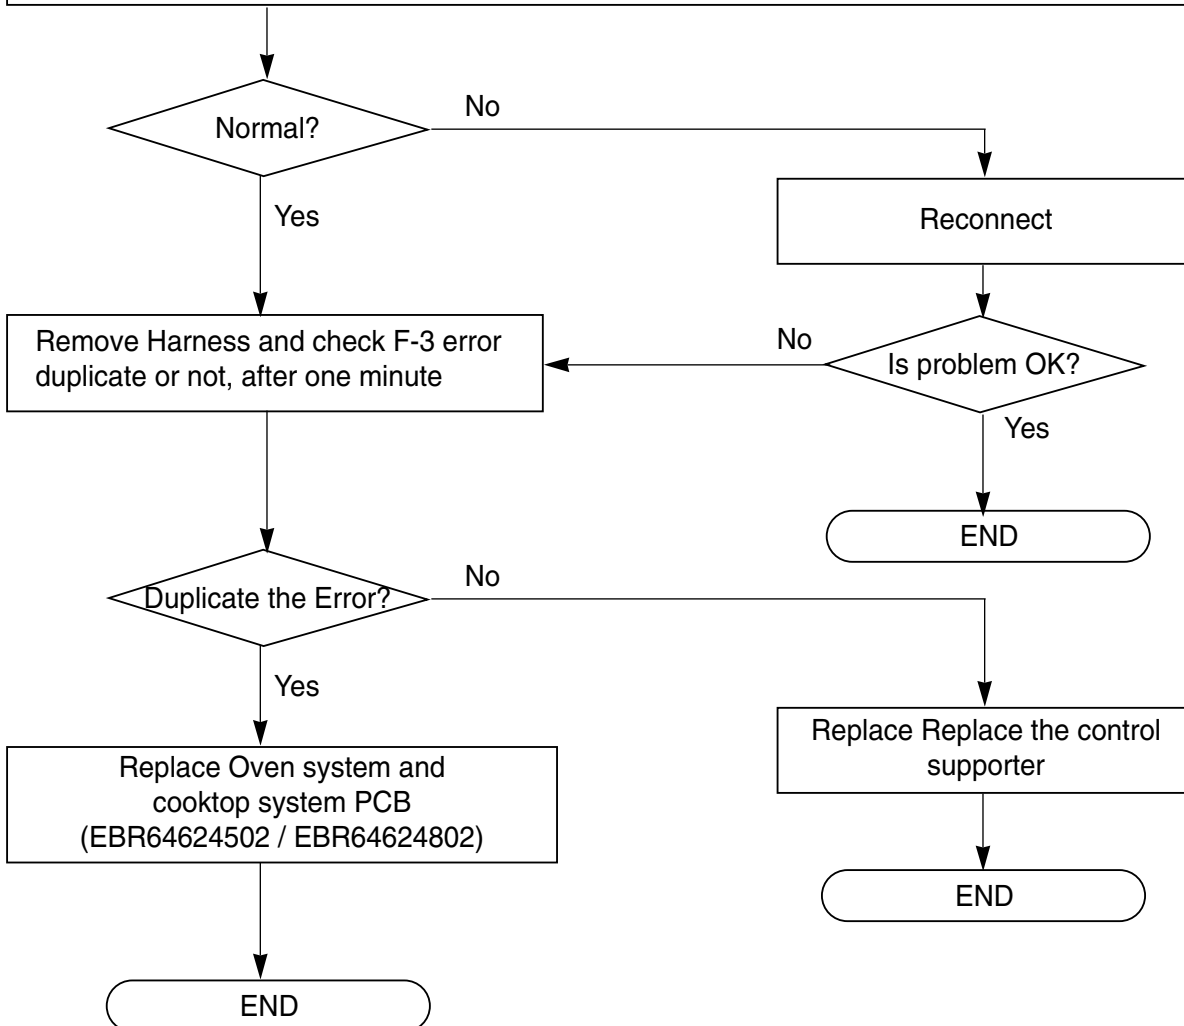 Normal?
No
Yes
Reconnect
Remove Harness and check F-3 error
duplicate or not, after one minute
No
Is problem OK?
Yes
END
Duplicate the Error?
No
Yes
Replace Replace the control
supporter
Replace Oven system and
cooktop system PCB
(EBR64624502 / EBR64624802)
END
END